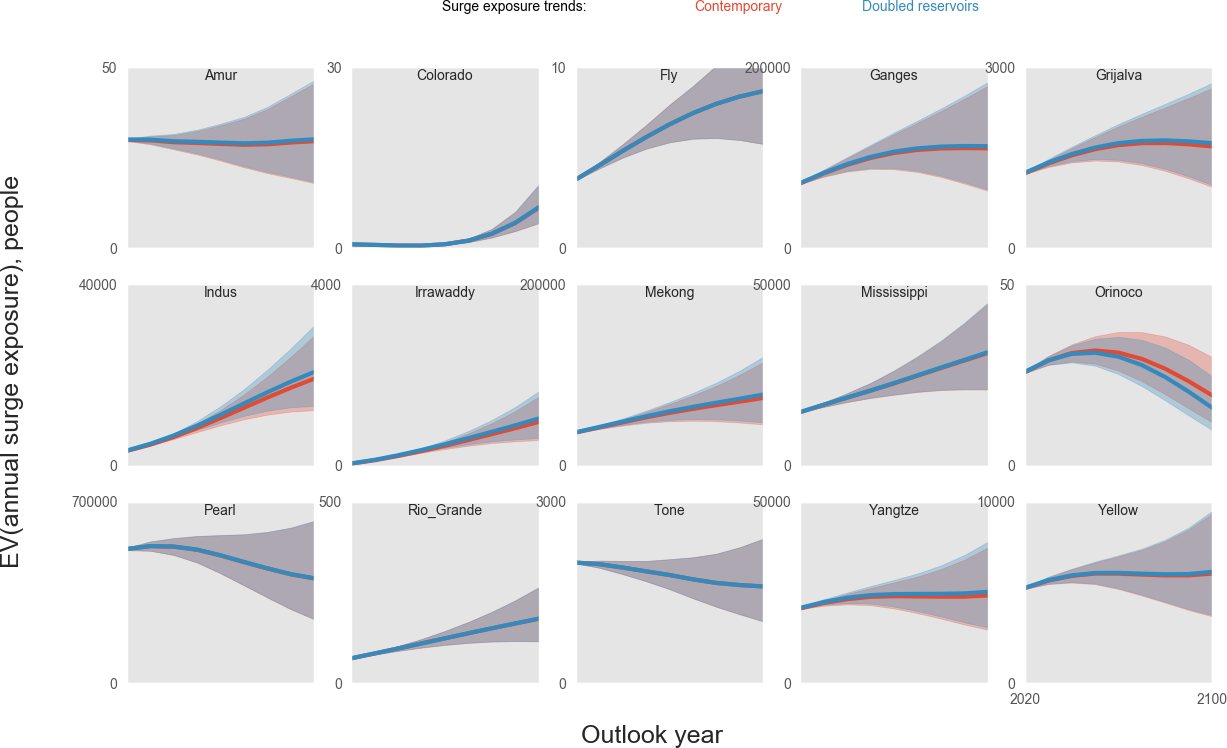 Surge exposure trends: Contemporary Doubled reservoirs
50 30 10 200000 3000
Amur Colorado Fly Ganges Grijalva
0 0 0 0 0
40000 4000 200000 50000 50
Indus Irrawaddy Mekong Mississippi Orinoco
0 0 0 0 0
700000 500 3000 50000 10000
Pearl Rio_Grande Tone Yangtze Yellow
0 0 0 0 0
2020 2100
EV(annual surge exposure), people
Outlook year